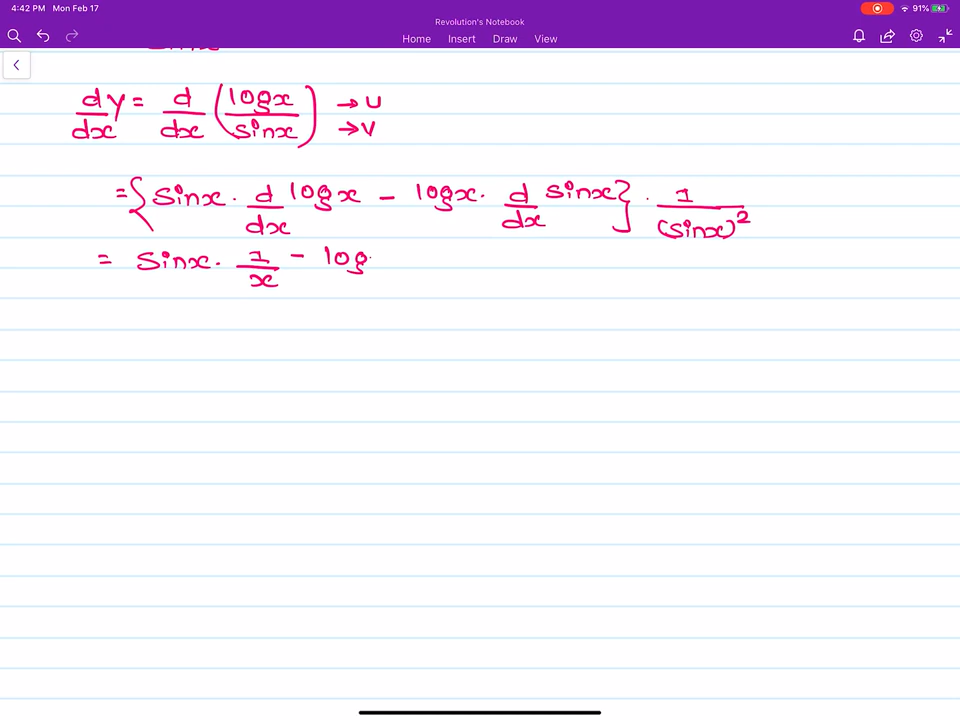 4:42 PM Mon Feb 17 91%
Revolution's Notebook
Home Insert Draw View
dy/dx = d/dx (logx/sinx) → U → V
= {sinx · d/dx logx − logx · d/dx sinx} · 1/(sinx)²
= sinx · 1/x − log